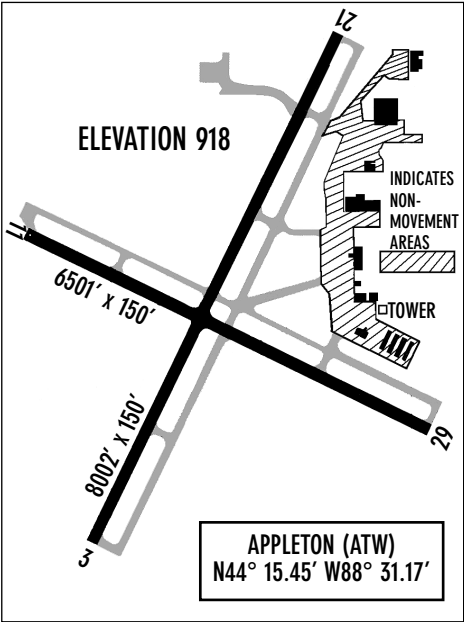 21
ELEVATION 918
INDICATES
NON-
MOVEMENT
AREAS
11
6501' x 150'
TOWER
8002' x 150'
29
3
APPLETON (ATW)
N44° 15.45′ W88° 31.17′